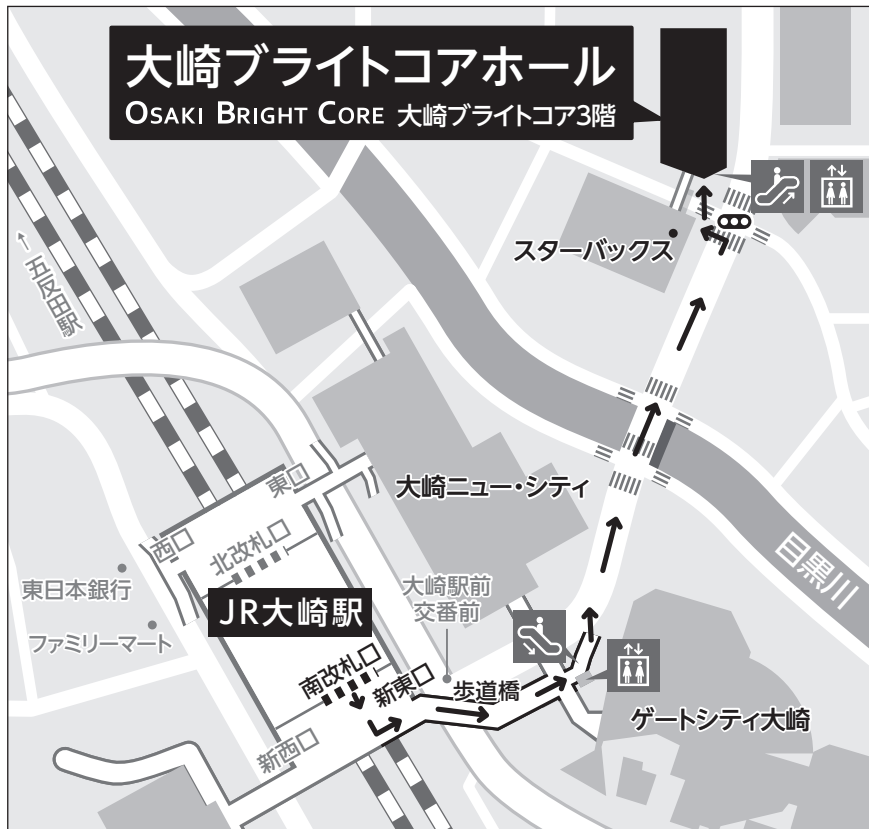 大崎ブライトコアホール
OSAKI BRIGHT CORE 大崎ブライトコア3階
スターバックス
←五反田駅
大崎ニュー・シティ
東口
西口
北改札口
目黒川
東日本銀行
ファミリーマート
JR大崎駅
大崎駅前
交番前
南改札口
新東口
歩道橋
新西口
ゲートシティ大崎